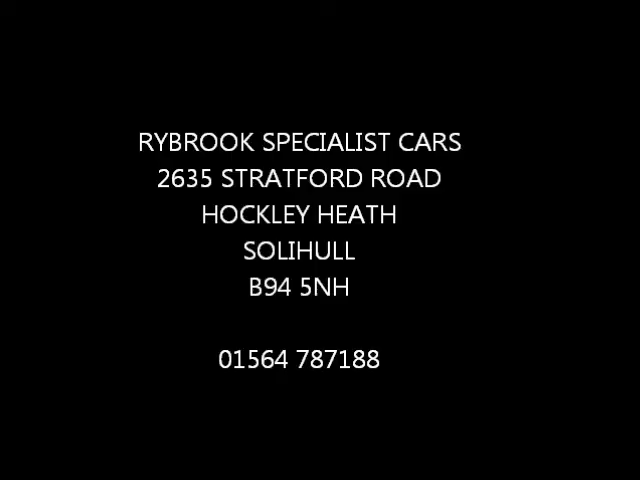 RYBROOK SPECIALIST CARS
2635 STRATFORD ROAD
HOCKLEY HEATH
SOLIHULL
B94 5NH
01564 787188